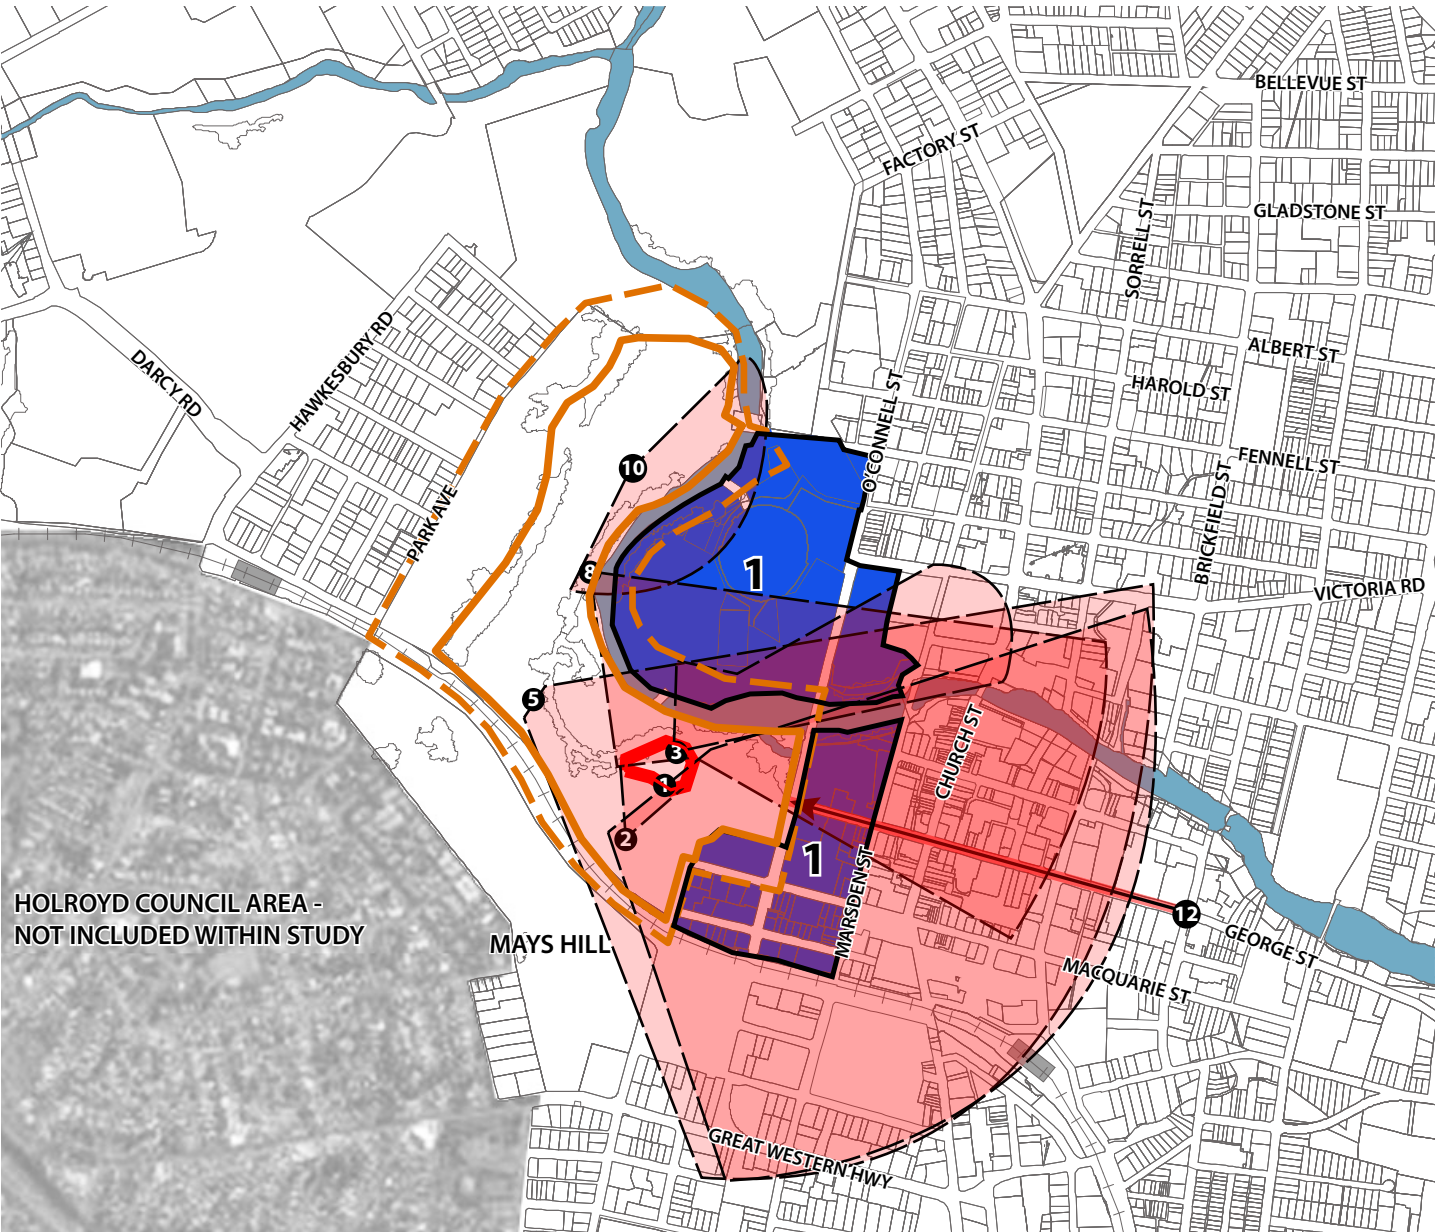 BELLEVUE ST
FACTORY ST
GLADSTONE ST
SORRELL ST
HAWKESBURY RD
DARCY RD
ALBERT ST
HAROLD ST
O'CONNELL ST
FENNELL ST
10
PARK AVE
BRICKFIELD ST
8
1
VICTORIA RD
5
CHURCH ST
3
1
2
1
MARSDEN ST
12
HOLROYD COUNCIL AREA -
NOT INCLUDED WITHIN STUDY
MAYS HILL
GEORGE ST
MACQUARIE ST
GREAT WESTERN HWY